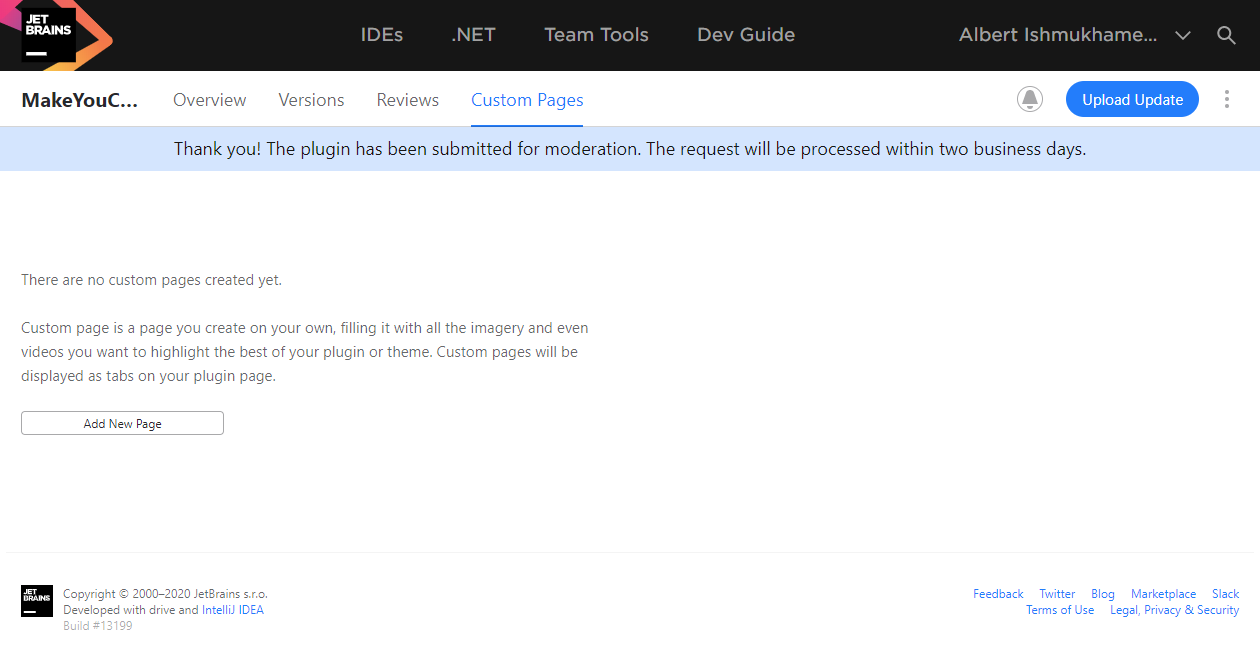 JET
BRAINS
IDEs .NET Team Tools Dev Guide Albert Ishmukhame...
MakeYouC... Overview Versions Reviews Custom Pages Upload Update
Thank you! The plugin has been submitted for moderation. The request will be processed within two business days.
There are no custom pages created yet.
Custom page is a page you create on your own, filling it with all the imagery and even
videos you want to highlight the best of your plugin or theme. Custom pages will be
displayed as tabs on your plugin page.
Add New Page
JET
BRAINS
Copyright © 2000–2020 JetBrains s.r.o.
Developed with drive and IntelliJ IDEA
Build #13199
Feedback Twitter Blog Marketplace Slack
Terms of Use Legal, Privacy & Security